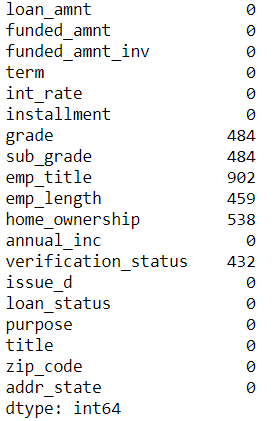 loan_amnt 0
funded_amnt 0
funded_amnt_inv 0
term 0
int_rate 0
installment 0
grade 484
sub_grade 484
emp_title 902
emp_length 459
home_ownership 538
annual_inc 0
verification_status 432
issue_d 0
loan_status 0
purpose 0
title 0
zip_code 0
addr_state 0
dtype: int64